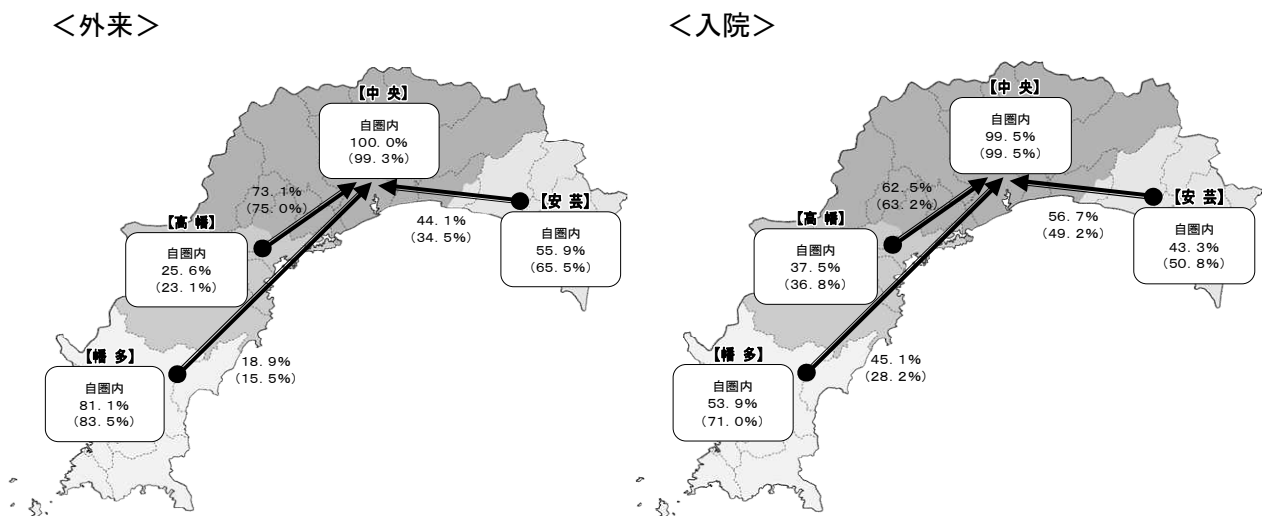 ＜外来＞
【中 央】
自圏内
100. 0%
(99. 3%)
73. 1%
(75. 0%)
【高 幡】
自圏内
25. 6%
(23. 1%)
44. 1%
(34. 5%)
【安 芸】
自圏内
55. 9%
(65. 5%)
【幡 多】
自圏内
81. 1%
(83. 5%)
18. 9%
(15. 5%)
＜入院＞
【中 央】
自圏内
99. 5%
(99. 5%)
62. 5%
(63. 2%)
【高 幡】
自圏内
37. 5%
(36. 8%)
56. 7%
(49. 2%)
【安 芸】
自圏内
43. 3%
(50. 8%)
【幡 多】
自圏内
53. 9%
(71. 0%)
45. 1%
(28. 2%)